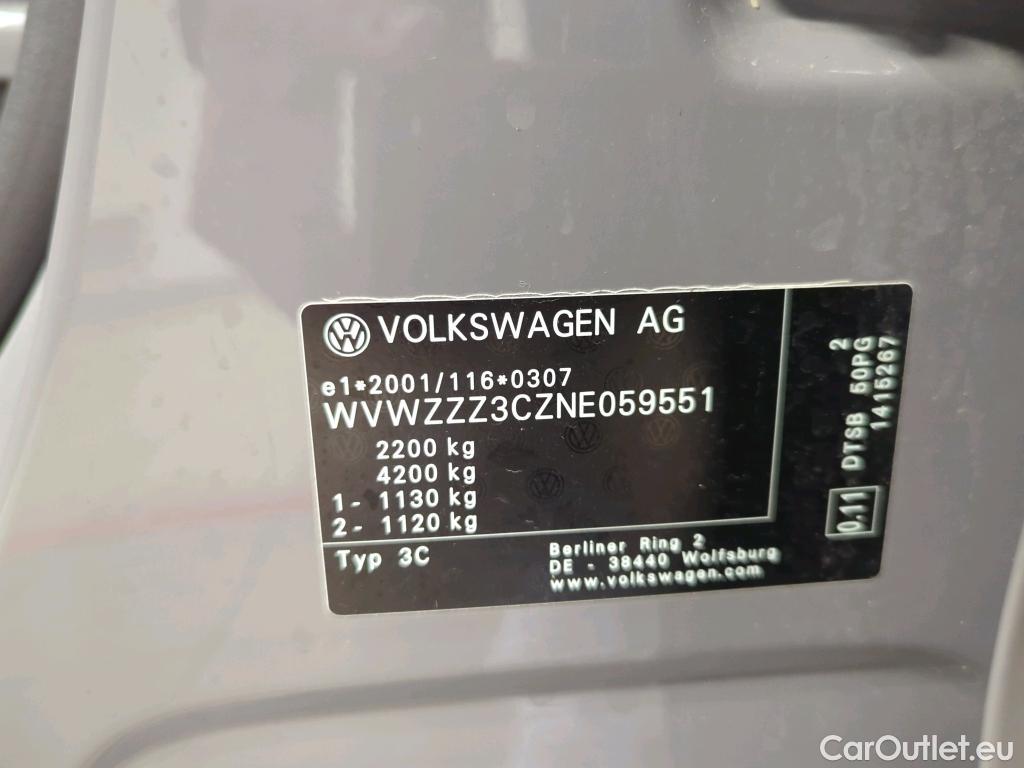 VOLKSWAGEN AG
e1*2001/116*0307
WVWZZZ3CZNE059551
2200 kg
4200 kg
1- 1130 kg
2- 1120 kg
Typ 3C
Berliner Ring 2
DE - 38440 Wolfsburg
www.volkswagen.com
0.11 DTSB 50PG 2
1415267
CarOutlet.eu